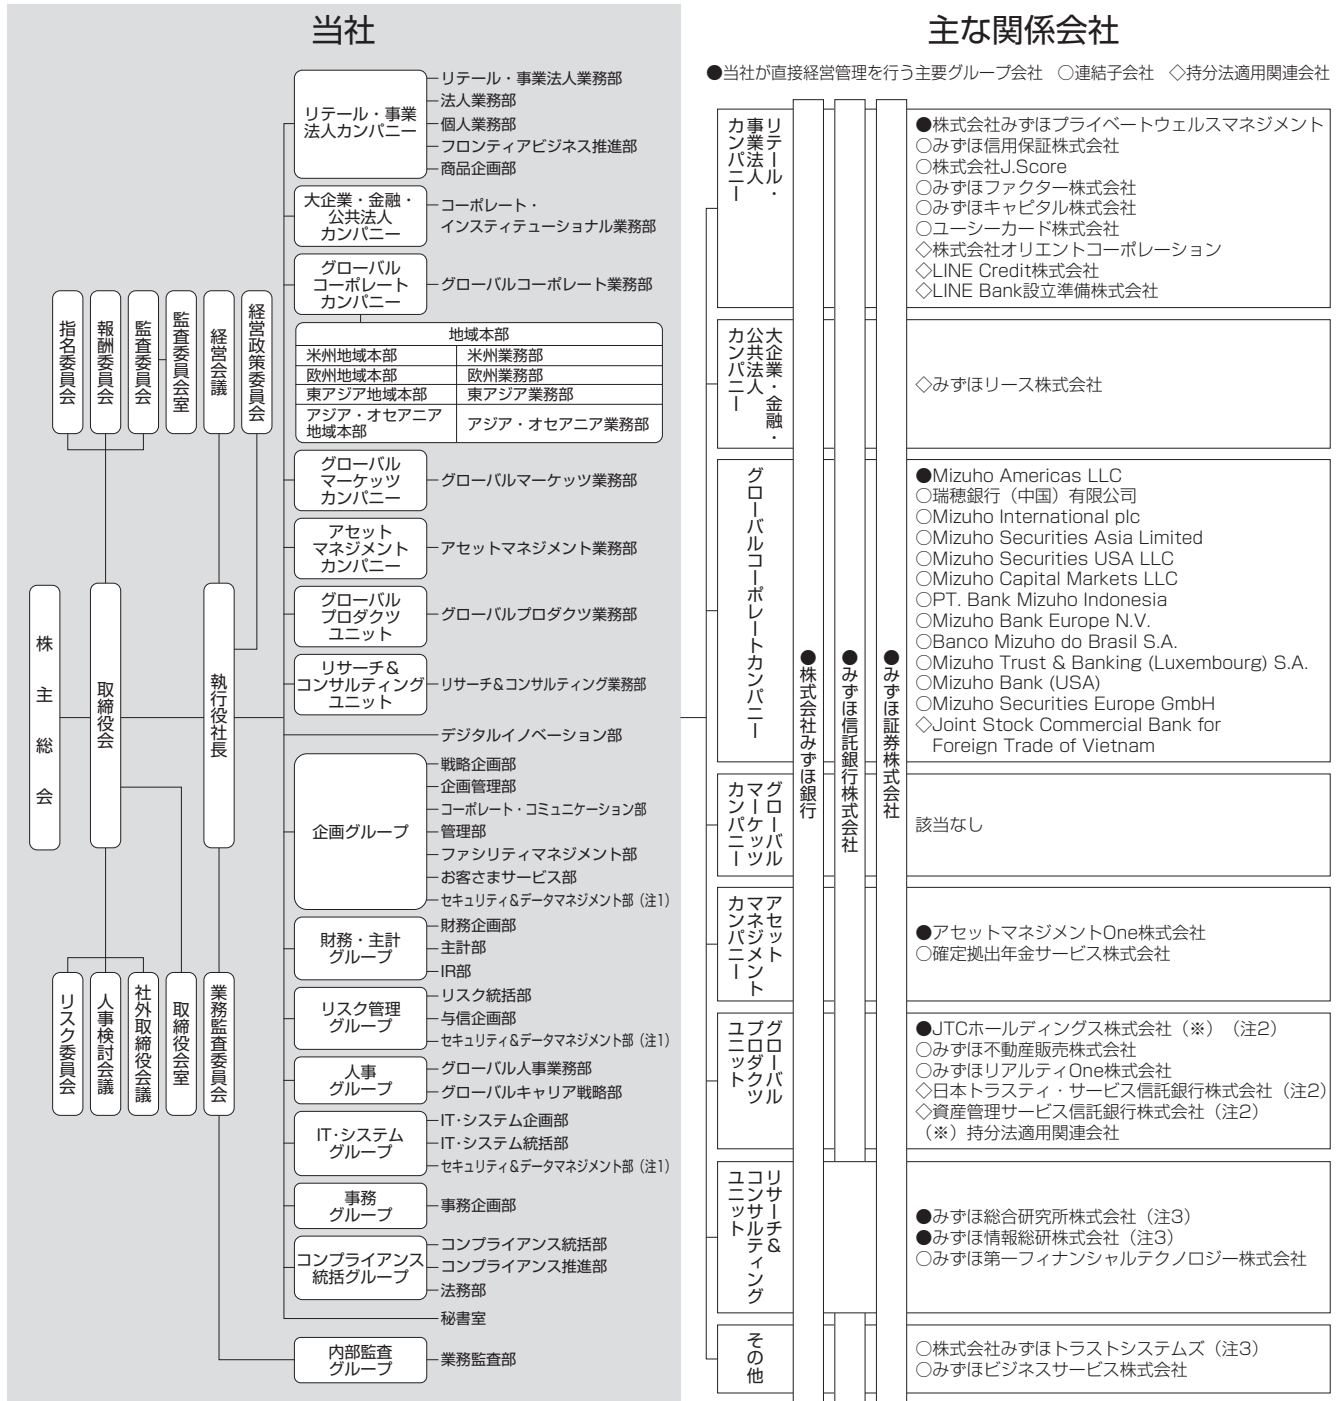 当社
リテール・事業
法人カンパニー
リテール・事業法人業務部
法人業務部
個人業務部
フロンティアビジネス推進部
商品企画部
大企業・金融・
公共法人
カンパニー
コーポレート・
インスティテューショナル業務部
グローバル
コーポレート
カンパニー
グローバルコーポレート業務部
地域本部
米州地域本部
米州業務部
欧州地域本部
欧州業務部
東アジア地域本部
東アジア業務部
アジア・オセアニア
地域本部
アジア・オセアニア業務部
グローバル
マーケッツ
カンパニー
グローバルマーケッツ業務部
アセット
マネジメント
カンパニー
アセットマネジメント業務部
グローバル
プロダクツ
ユニット
グローバルプロダクツ業務部
リサーチ&
コンサルティング
ユニット
リサーチ&コンサルティング業務部
デジタルイノベーション部
企画グループ
戦略企画部
企画管理部
コーポレート・コミュニケーション部
管理部
ファシリティマネジメント部
お客さまサービス部
セキュリティ&データマネジメント部(注1)
財務・主計
グループ
財務企画部
主計部
IR部
リスク管理
グループ
リスク統括部
与信企画部
セキュリティ&データマネジメント部(注1)
人事
グループ
グローバル人事業務部
グローバルキャリア戦略部
IT・システム
グループ
IT・システム企画部
IT・システム統括部
セキュリティ&データマネジメント部(注1)
事務
グループ
事務企画部
コンプライアンス
統括グループ
コンプライアンス統括部
コンプライアンス推進部
法務部
秘書室
内部監査
グループ
業務監査部
指名委員会
報酬委員会
監査委員会
監査委員会室
経営会議
経営政策委員会
株主総会
取締役会
執行役社長
リスク委員会
人事検討会議
社外取締役会議
取締役会室
業務監査委員会
主な関係会社
●当社が直接経営管理を行う主要グループ会社 ○連結子会社 ◇持分法適用関連会社
リテール・
事業法人
カンパニー
●株式会社みずほプライベートウェルスマネジメント
○みずほ信用保証株式会社
○株式会社J.Score
○みずほファクター株式会社
○みずほキャピタル株式会社
○ユーシーカード株式会社
◇株式会社オリエントコーポレーション
◇LINE Credit株式会社
◇LINE Bank設立準備株式会社
大企業・金融・
公共法人
カンパニー
◇みずほリース株式会社
グローバルコーポレートカンパニー
●Mizuho Americas LLC
○瑞穂銀行(中国)有限公司
○Mizuho International plc
○Mizuho Securities Asia Limited
○Mizuho Securities USA LLC
○Mizuho Capital Markets LLC
○PT. Bank Mizuho Indonesia
○Mizuho Bank Europe N.V.
○Banco Mizuho do Brasil S.A.
○Mizuho Trust & Banking (Luxembourg) S.A.
○Mizuho Bank (USA)
○Mizuho Securities Europe GmbH
◇Joint Stock Commercial Bank for
Foreign Trade of Vietnam
●株式会社みずほ銀行
●みずほ信託銀行株式会社
●みずほ証券株式会社
グローバル
マーケッツ
カンパニー
該当なし
アセット
マネジメント
カンパニー
●アセットマネジメントOne株式会社
○確定拠出年金サービス株式会社
グローバル
プロダクツ
ユニット
●JTCホールディングス株式会社(※)(注2)
○みずほ不動産販売株式会社
○みずほリアルティOne株式会社
◇日本トラスティ・サービス信託銀行株式会社(注2)
◇資産管理サービス信託銀行株式会社(注2)
(※)持分法適用関連会社
リサーチ&
コンサルティング
ユニット
●みずほ総合研究所株式会社(注3)
●みずほ情報総研株式会社(注3)
○みずほ第一フィナンシャルテクノロジー株式会社
その他
○株式会社みずほトラストシステムズ(注3)
○みずほビジネスサービス株式会社